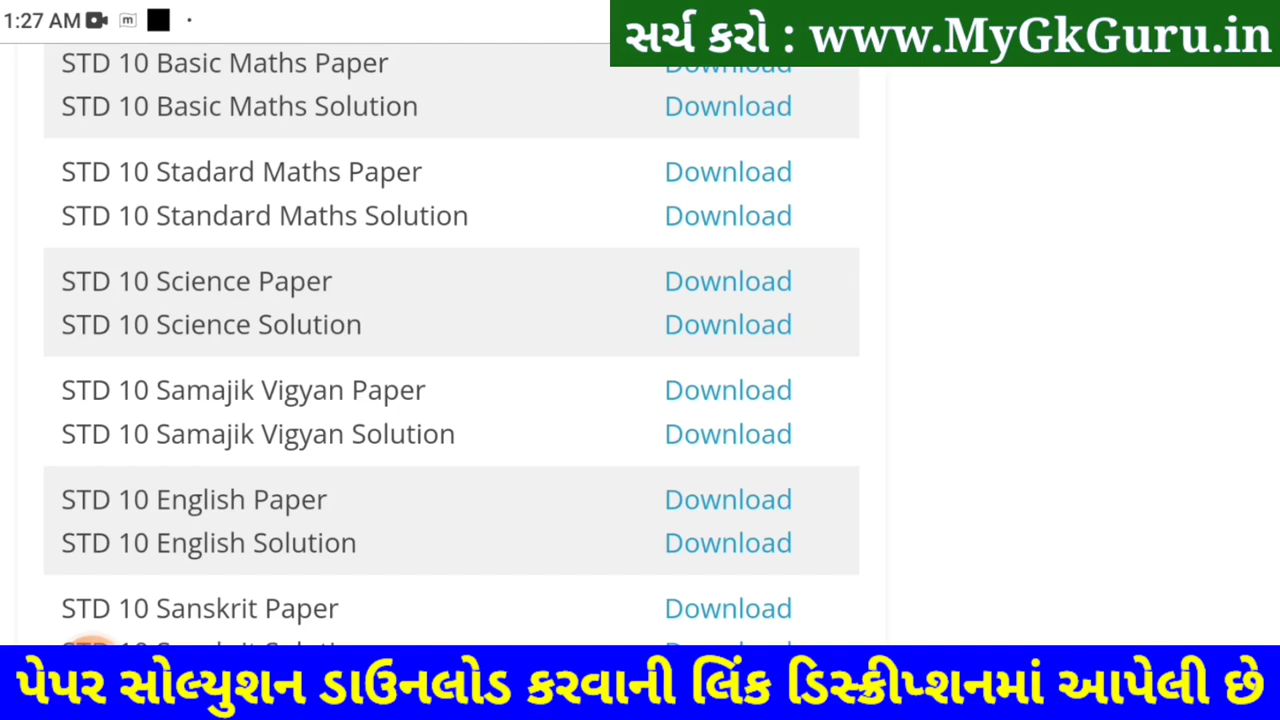 1:27 AM
સર્ચ કરો : www.MyGkGuru.in
STD 10 Basic Maths Paper Download
STD 10 Basic Maths Solution Download
STD 10 Stadard Maths Paper Download
STD 10 Standard Maths Solution Download
STD 10 Science Paper Download
STD 10 Science Solution Download
STD 10 Samajik Vigyan Paper Download
STD 10 Samajik Vigyan Solution Download
STD 10 English Paper Download
STD 10 English Solution Download
STD 10 Sanskrit Paper Download
પેપર સોલ્યુશન ડાઉનલોડ કરવાની લિંક ડિસ્ક્રીપ્શનમાં આપેલી છે